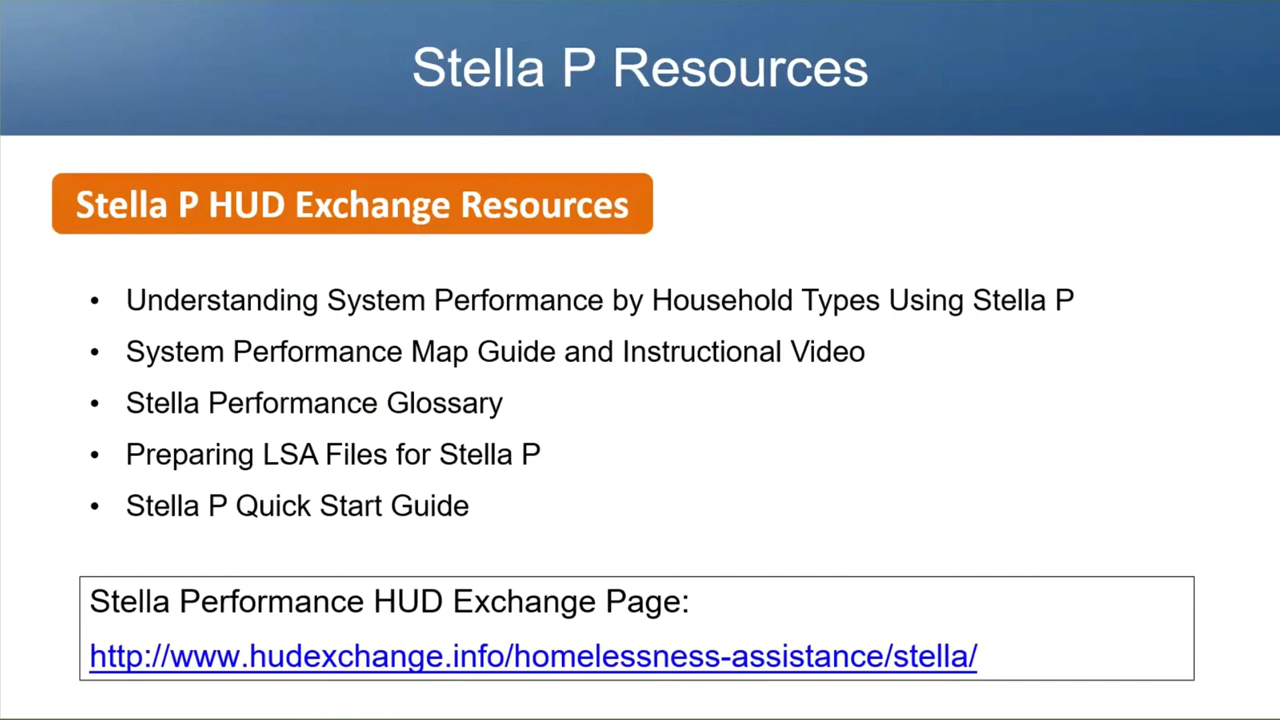 Stella P Resources
Stella P HUD Exchange Resources
• Understanding System Performance by Household Types Using Stella P
• System Performance Map Guide and Instructional Video
• Stella Performance Glossary
• Preparing LSA Files for Stella P
• Stella P Quick Start Guide
Stella Performance HUD Exchange Page:
http://www.hudexchange.info/homelessness-assistance/stella/